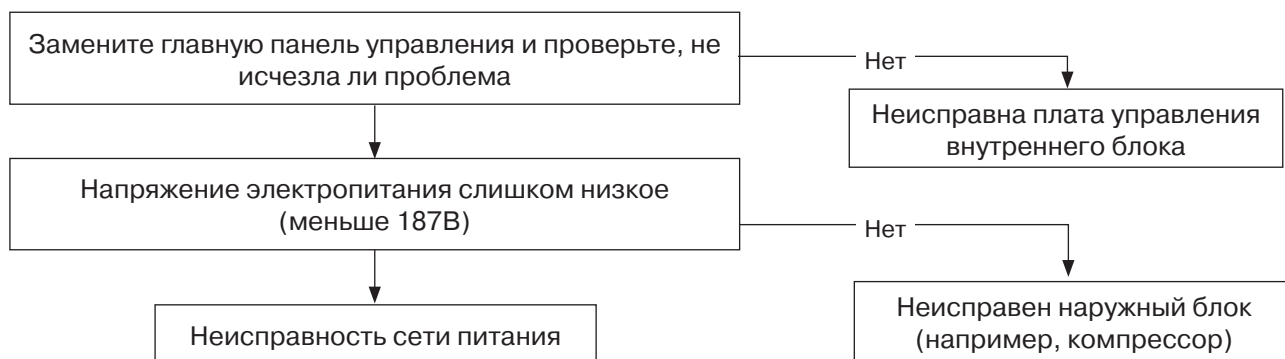 Замените главную панель управления и проверьте, не
исчезла ли проблема
Нет
Неисправна плата управления
внутреннего блока
Напряжение электропитания слишком низкое
(меньше 187В)
Нет
Неисправность сети питания
Неисправен наружный блок
(например, компрессор)